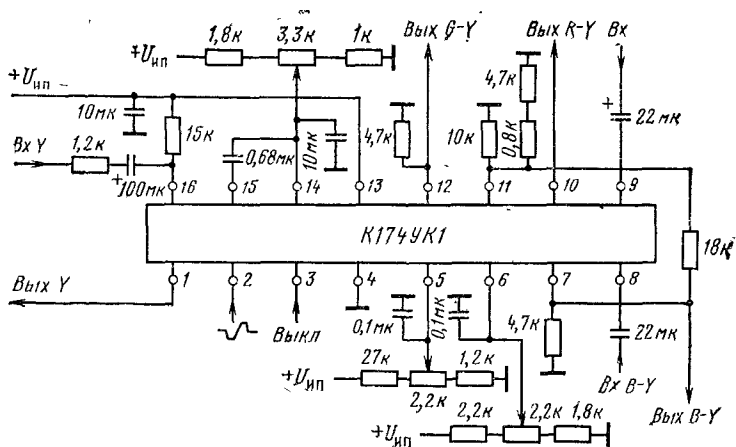 Вых G-Y
Вых R-Y
Вх
1,8к
3,3к
1к
+Uип
+Uип
4,7к
10мк
22мк
15к
4,7к
10к
0,8к
10мк
0,68мк
Вх Y
1,2к
100мк
16
15
14
13
12
11
10
9
К174УК1
18к
Вых Y
1
2
3
4
5
6
7
8
Выкл
0,1мк
0,1мк
4,7к
22мк
27к
1,2к
+Uип
2,2к
Вх B-Y
2,2к
2,2к
1,8к
Вых B-Y
+Uип